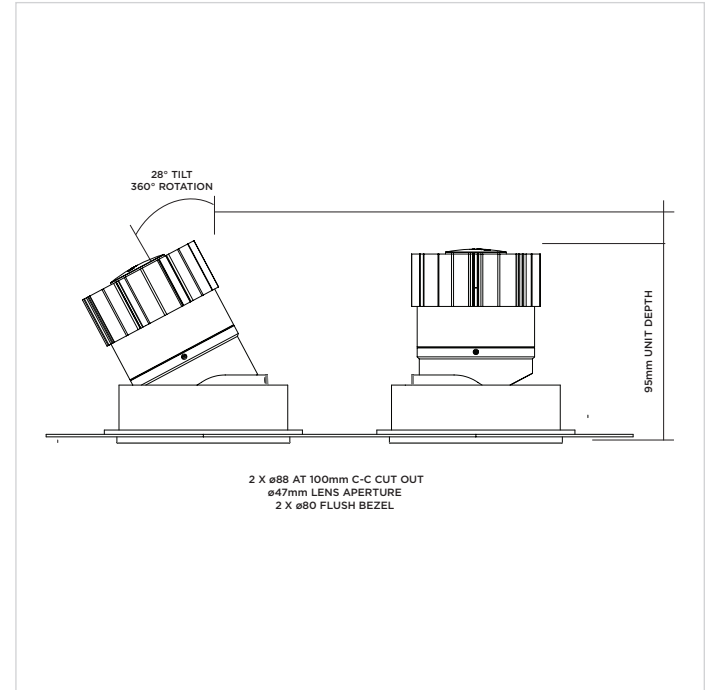 28° TILT
360° ROTATION
95mm UNIT DEPTH
2 X ø88 AT 100mm C-C CUT OUT
ø47mm LENS APERTURE
2 X ø80 FLUSH BEZEL